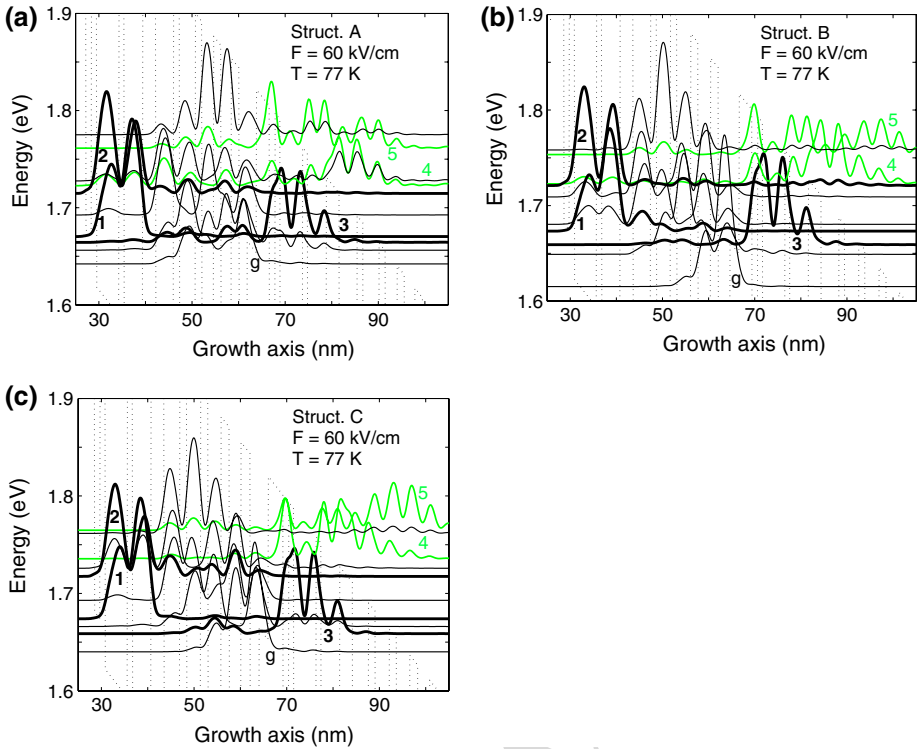 (a)
Struct. A
F = 60 kV/cm
T = 77 K
1.9
1.8
1.7
1.6
Energy (eV)
2
1
5
4
3
g
30
50
70
90
Growth axis (nm)
(b)
Struct. B
F = 60 kV/cm
T = 77 K
1.9
1.8
1.7
1.6
Energy (eV)
2
1
5
4
3
g
30
50
70
90
Growth axis (nm)
(c)
Struct. C
F = 60 kV/cm
T = 77 K
1.9
1.8
1.7
1.6
Energy (eV)
2
1
5
4
3
g
30
50
70
90
Growth axis (nm)